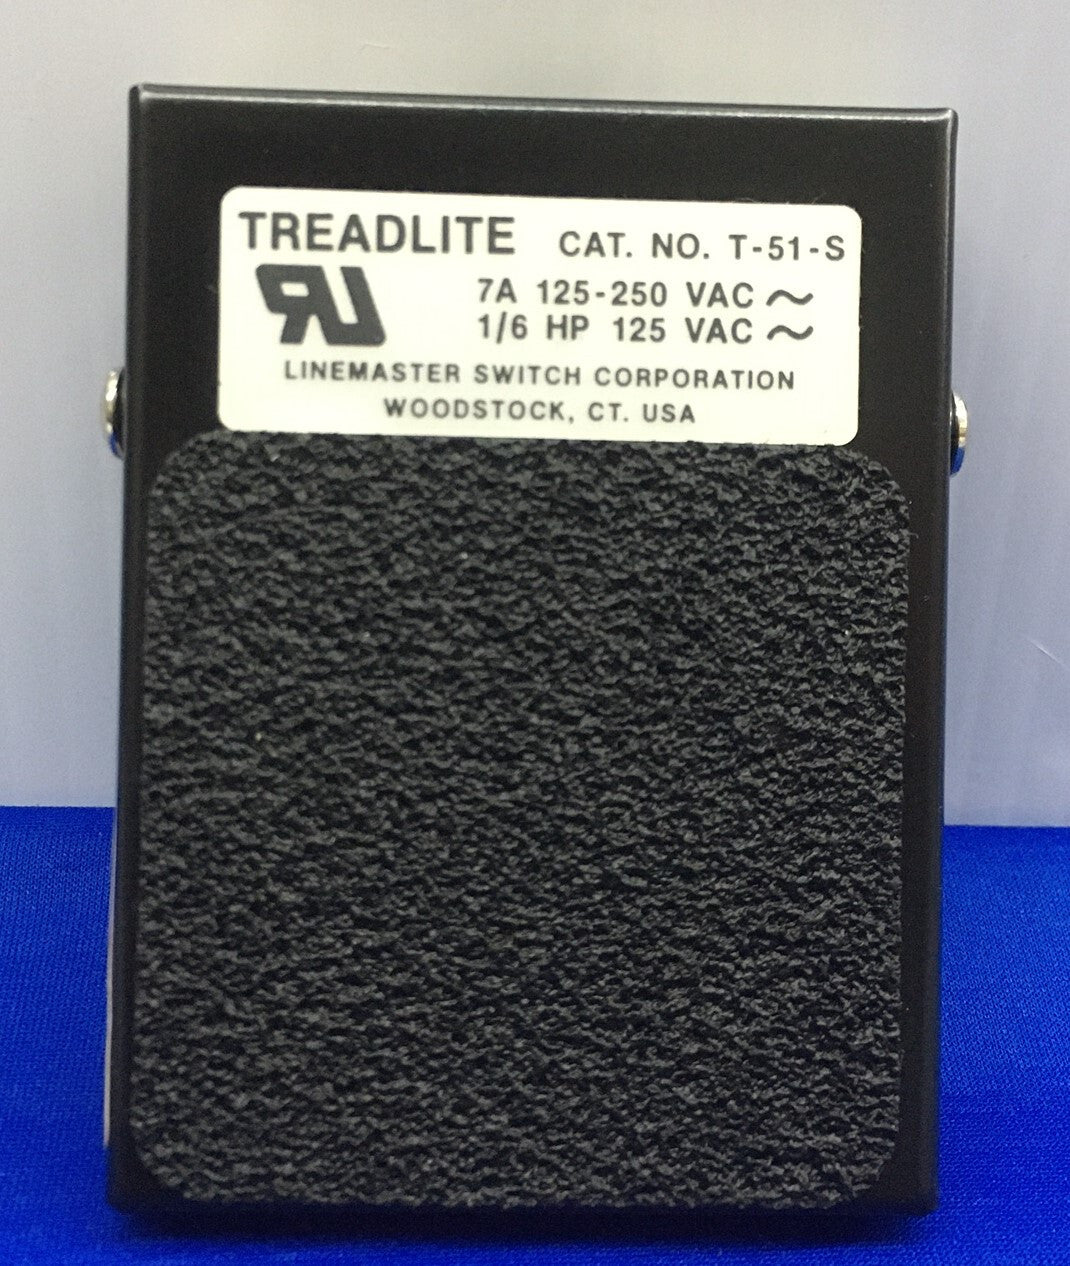 TREADLITE CAT. NO. T-51-S
RU
7A 125-250 VAC ~
1/6 HP 125 VAC ~
LINEMASTER SWITCH CORPORATION
WOODSTOCK, CT. USA